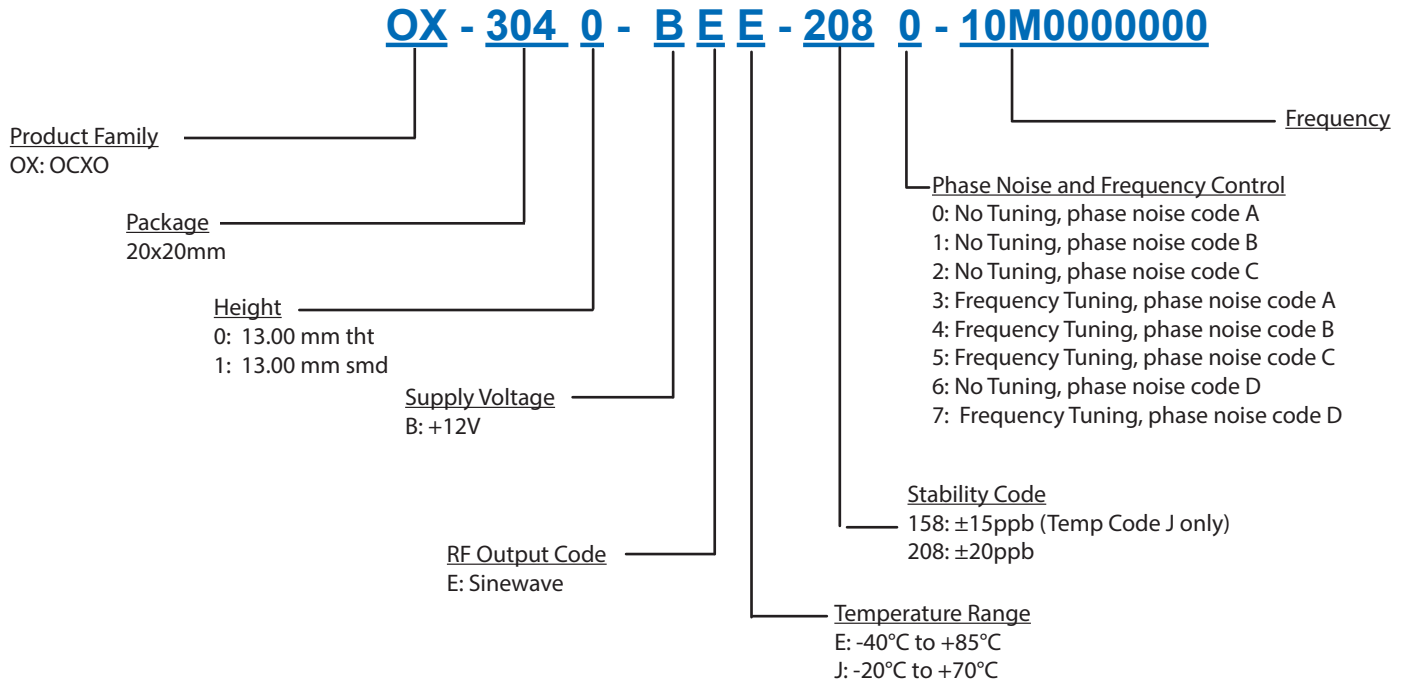 OX - 304 0 - B E E - 208 0 - 10M0000000
Product Family
OX: OCXO
Package
20x20mm
Height
0: 13.00 mm tht
1: 13.00 mm smd
Supply Voltage
B: +12V
RF Output Code
E: Sinewave
Temperature Range
E: -40°C to +85°C
J: -20°C to +70°C
Stability Code
158: ±15ppb (Temp Code J only)
208: ±20ppb
Phase Noise and Frequency Control
0: No Tuning, phase noise code A
1: No Tuning, phase noise code B
2: No Tuning, phase noise code C
3: Frequency Tuning, phase noise code A
4: Frequency Tuning, phase noise code B
5: Frequency Tuning, phase noise code C
6: No Tuning, phase noise code D
7: Frequency Tuning, phase noise code D
Frequency